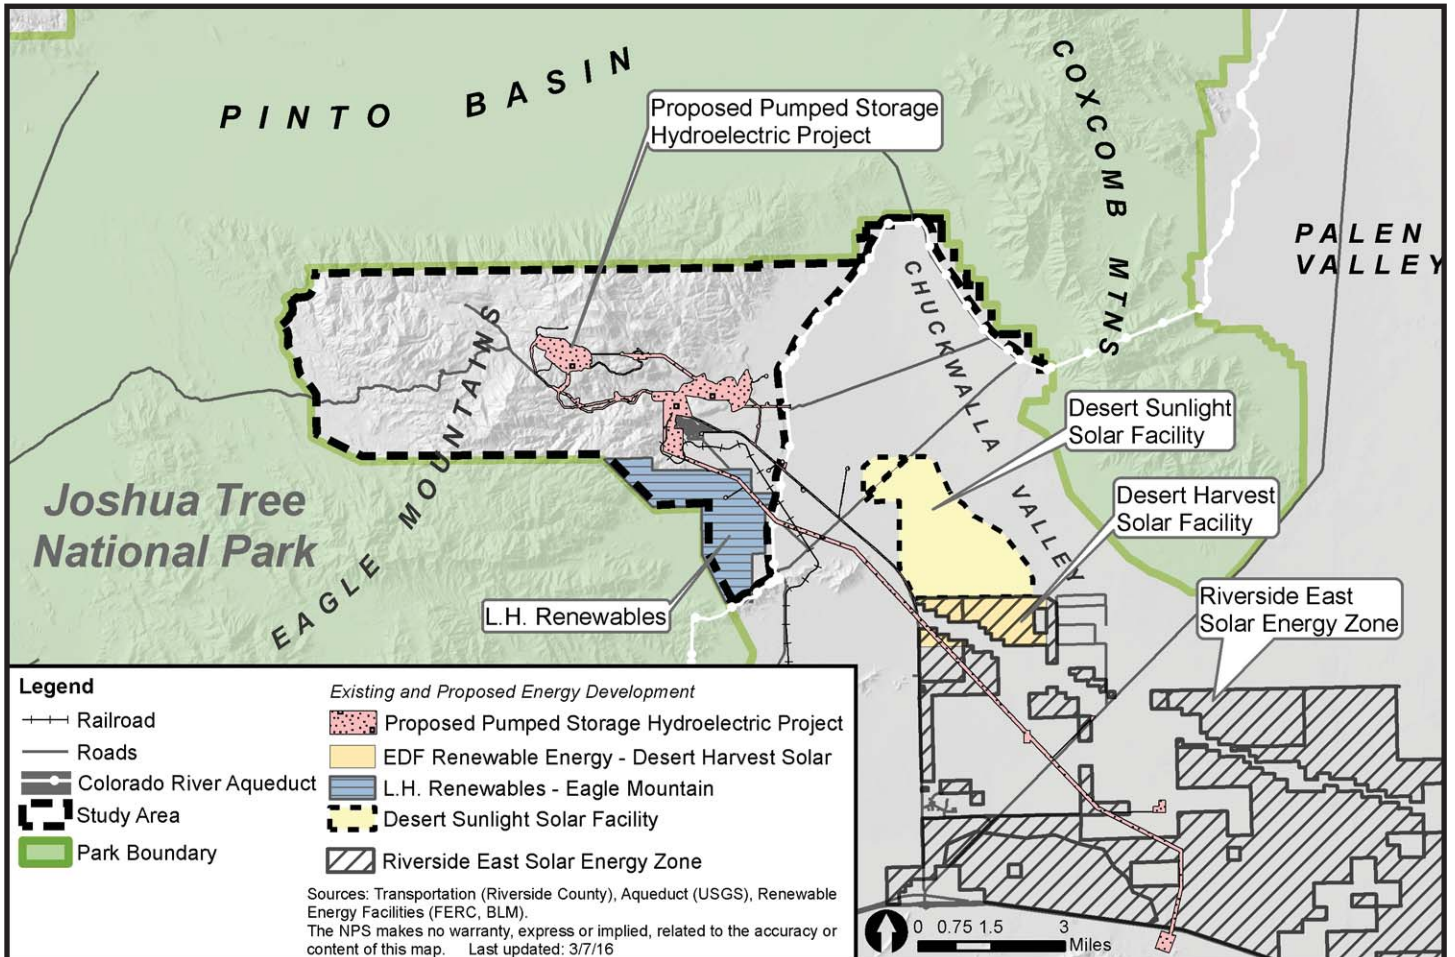 PINTO BASIN
COXCOMB MTNS
Proposed Pumped Storage
Hydroelectric Project
PALEN
VALLEY
CHUCKWALLA VALLEY
EAGLE MOUNTAINS
Desert Sunlight
Solar Facility
Joshua Tree
National Park
Desert Harvest
Solar Facility
L.H. Renewables
Riverside East
Solar Energy Zone
Legend
Railroad
Roads
Colorado River Aqueduct
Study Area
Park Boundary
Existing and Proposed Energy Development
Proposed Pumped Storage Hydroelectric Project
EDF Renewable Energy - Desert Harvest Solar
L.H. Renewables - Eagle Mountain
Desert Sunlight Solar Facility
Riverside East Solar Energy Zone
Sources: Transportation (Riverside County), Aqueduct (USGS), Renewable
Energy Facilities (FERC, BLM).
The NPS makes no warranty, express or implied, related to the accuracy or
content of this map. Last updated: 3/7/16
0 0.75 1.5 3
Miles